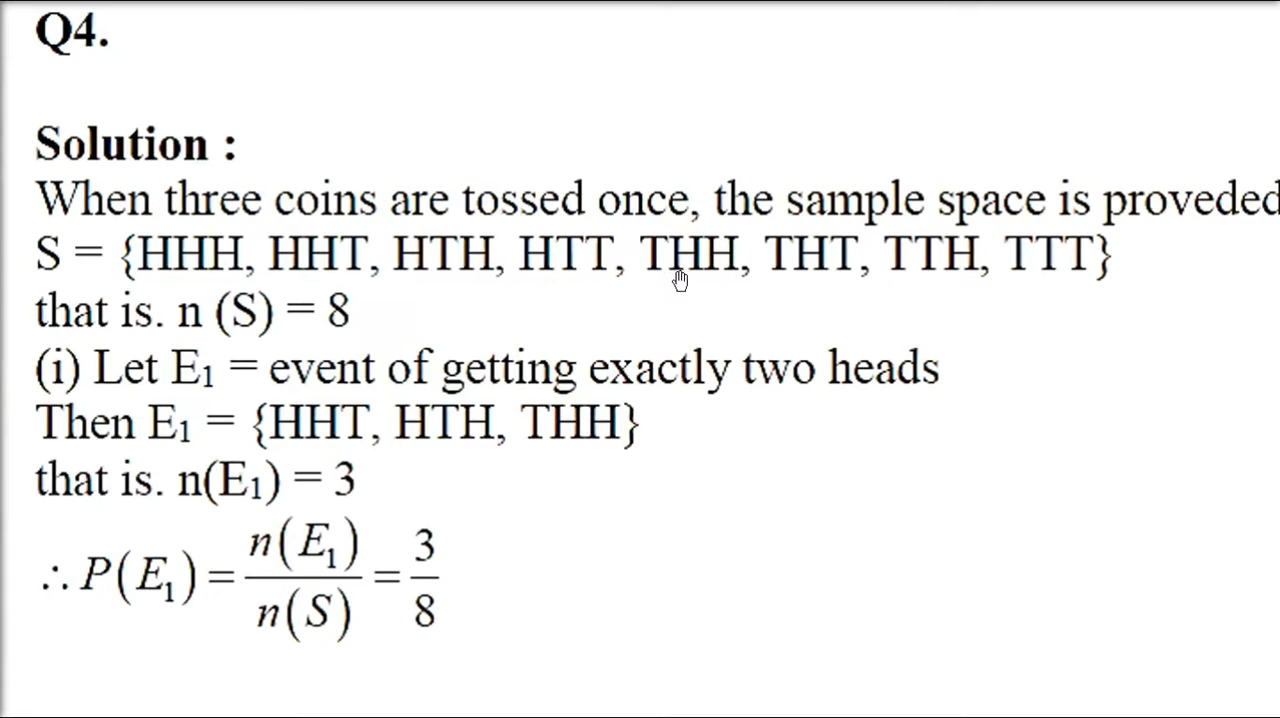 Q4.
Solution :
When three coins are tossed once, the sample space is proveded
S = {HHH, HHT, HTH, HTT, THH, THT, TTH, TTT}
that is. n (S) = 8
(i) Let E₁ = event of getting exactly two heads
Then E₁ = {HHT, HTH, THH}
that is. n(E₁) = 3
∴ P(E₁) = n(E₁) / n(S) = 3 / 8